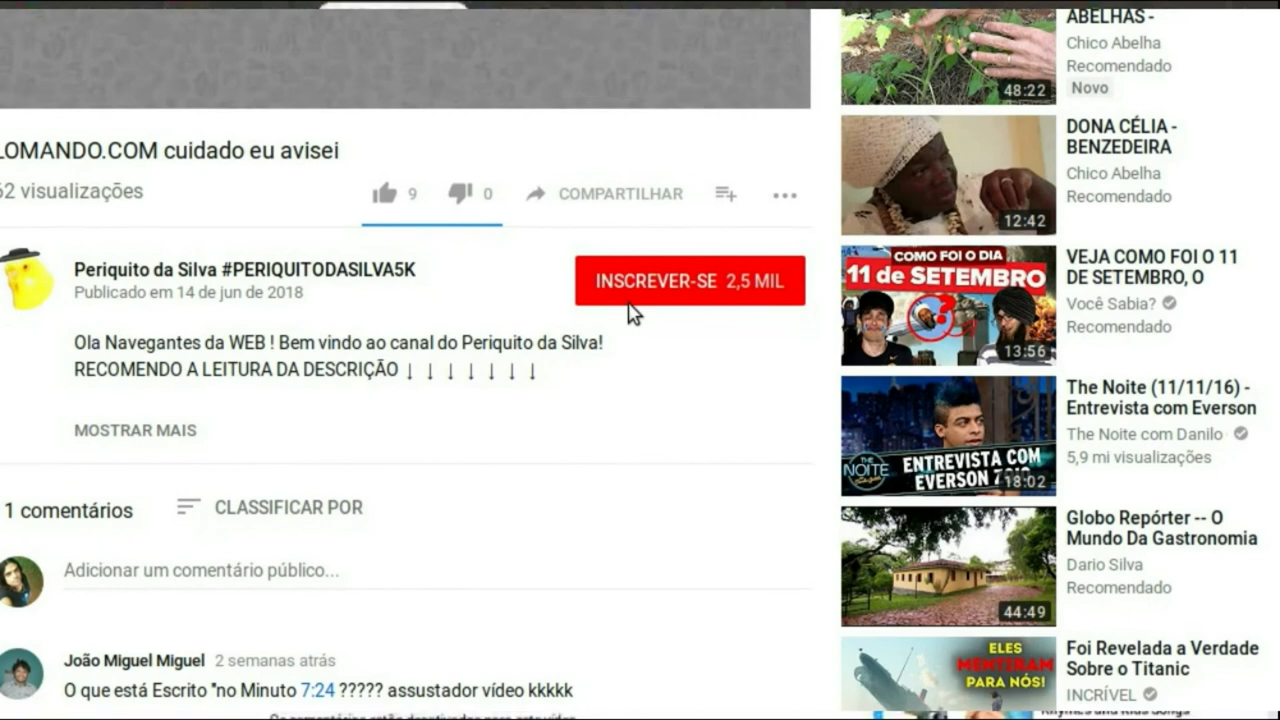 LOMANDO.COM cuidado eu avisei
62 visualizações
9
0
COMPARTILHAR
Periquito da Silva #PERIQUITODASILVA5K
Publicado em 14 de jun de 2018
INSCREVER-SE 2,5 MIL
Ola Navegantes da WEB ! Bem vindo ao canal do Periquito da Silva!
RECOMENDO A LEITURA DA DESCRIÇÃO ↓ ↓ ↓ ↓ ↓ ↓ ↓
MOSTRAR MAIS
1 comentários
CLASSIFICAR POR
Adicionar um comentário público...
João Miguel Miguel 2 semanas atrás
O que está Escrito "no Minuto 7:24 ????? assustador vídeo kkkkk
48:22
ABELHAS -
Chico Abelha
Recomendado
Novo
12:42
DONA CÉLIA -
BENZEDEIRA
Chico Abelha
Recomendado
COMO FOI O DIA
11 de SETEMBRO
13:56
VEJA COMO FOI O 11
DE SETEMBRO, O
Você Sabia?
Recomendado
THE
NOITE
ENTREVISTA COM
EVERSON
18:02
The Noite (11/11/16) -
Entrevista com Everson
The Noite com Danilo
5,9 mi visualizações
44:49
Globo Repórter -- O
Mundo Da Gastronomia
Dario Silva
Recomendado
ELES
MENTIRAM
PARA NÓS!
Foi Revelada a Verdade
Sobre o Titanic
INCRÍVEL